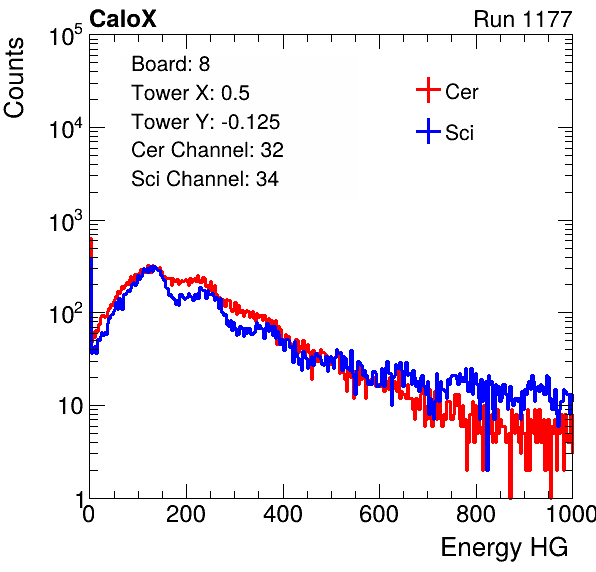 CaloX Run 1177
Counts
10^5
10^4
10^3
10^2
10
1
Board: 8
Tower X: 0.5
Tower Y: -0.125
Cer Channel: 32
Sci Channel: 34
Cer
Sci
0 200 400 600 800 1000
Energy HG